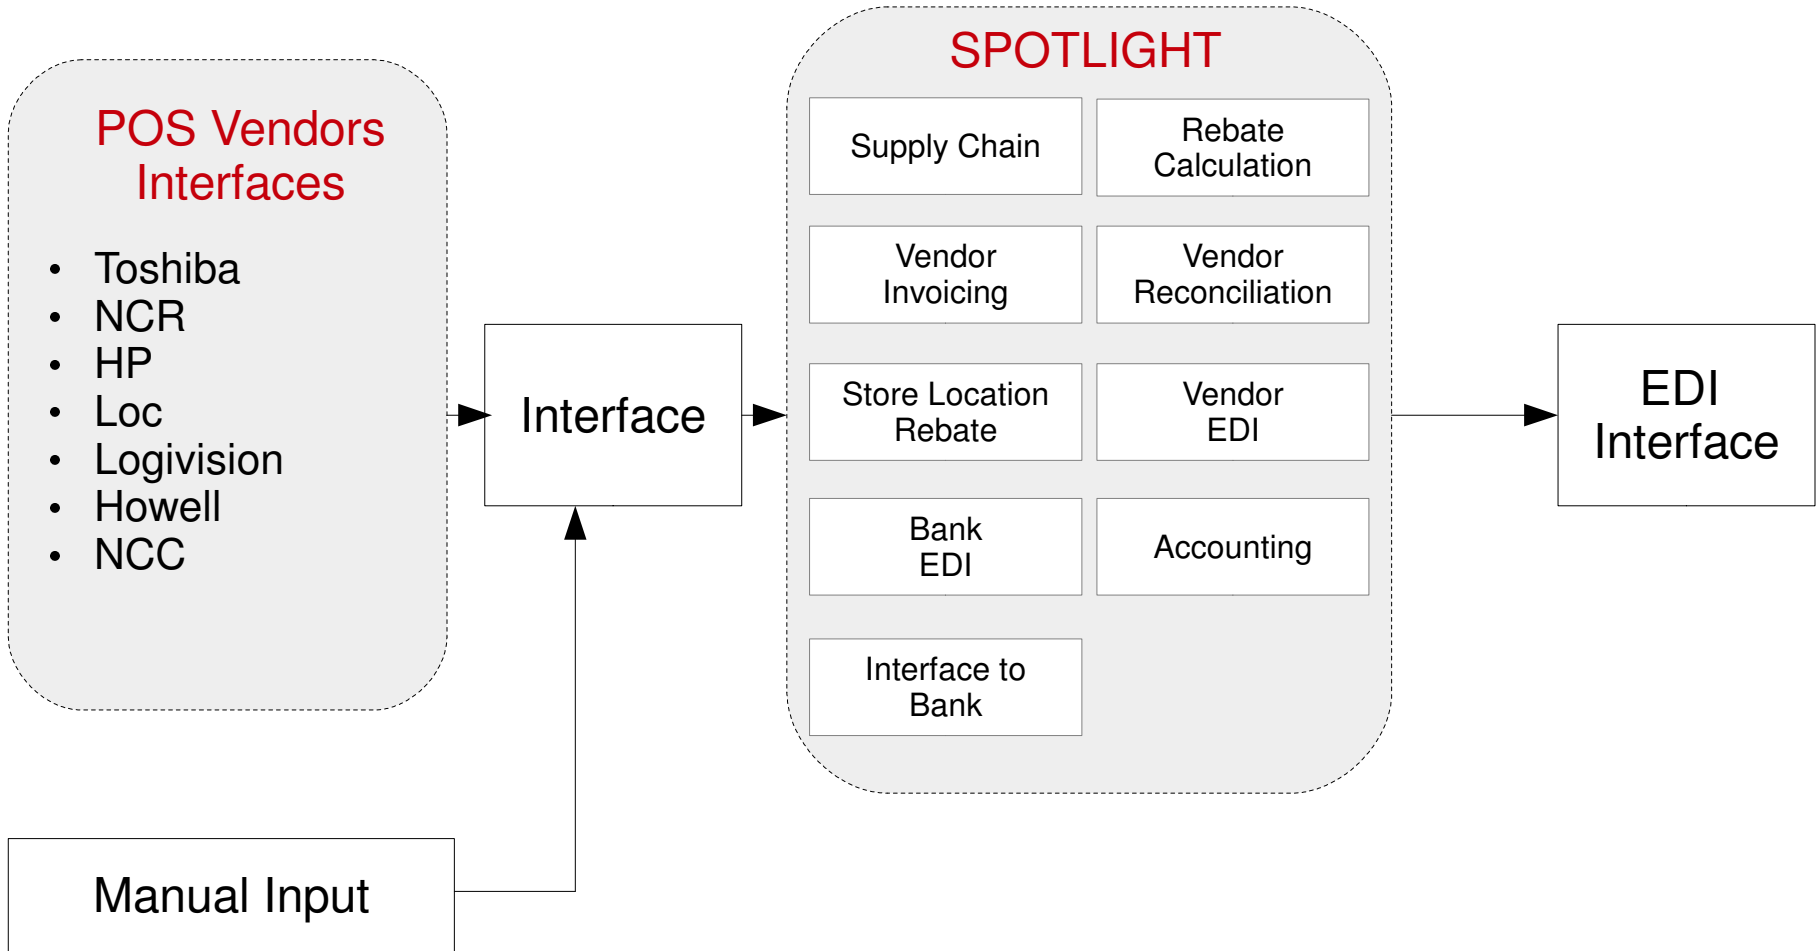 POS Vendors
Interfaces
• Toshiba
• NCR
• HP
• Loc
• Logivision
• Howell
• NCC
Manual Input
Interface
SPOTLIGHT
Supply Chain
Rebate
Calculation
Vendor
Invoicing
Vendor
Reconciliation
Store Location
Rebate
Vendor
EDI
Bank
EDI
Accounting
Interface to
Bank
EDI
Interface